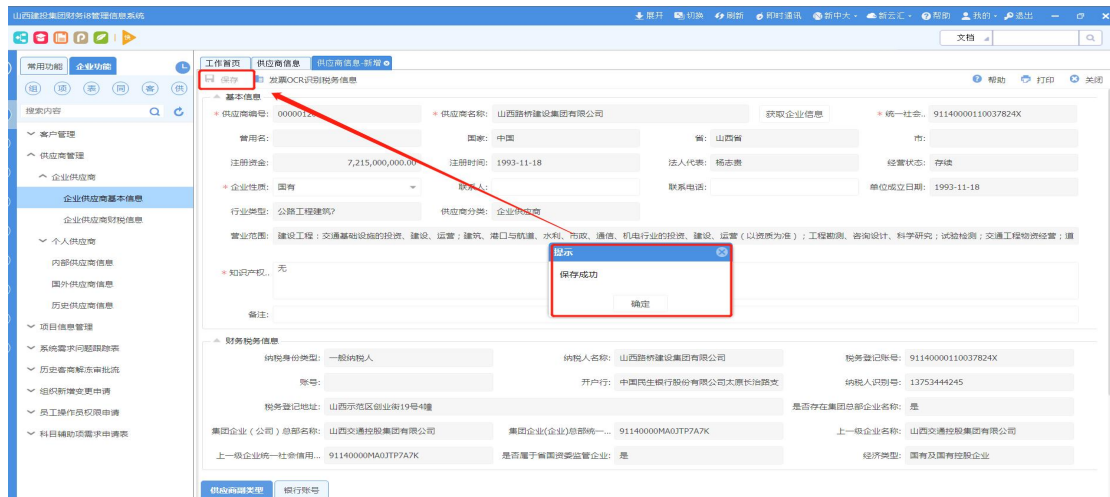 山西建投集团财务i8管理信息系统 展开 切换 刷新 即时通讯 新中大 新云汇 帮助 我的 退出
文档
常用功能 企业功能 工作首页 供应商信息 供应商信息-新增
保存 发票OCR识别税务信息 帮助 打印 关闭
组 项 表 同 客 供
搜索内容
客户管理
供应商管理
企业供应商
企业供应商基本信息
企业供应商财税信息
个人供应商
内部供应商信息
国外供应商信息
历史供应商信息
项目信息管理
系统需求问题跟踪表
历史客商解冻审批流
组织新增变更申请
员工操作员权限申请
科目辅助项需求申请表
基本信息
* 供应商编号: 0000012 * 供应商名称: 山西路桥建设集团有限公司 获取企业信息 * 统一社会.. 91140000110037824X
曾用名: 国家: 中国 省: 山西省 市:
注册资金: 7,215,000,000.00 注册时间: 1993-11-18 法人代表: 杨志贵 经营状态: 存续
* 企业性质: 国有 联系人: 联系电话: 单位成立日期: 1993-11-18
行业类型: 公路工程建筑? 供应商分类: 企业供应商
营业范围: 建设工程：交通基础设施的投资、建设、运营；建筑、港口与航道、水利、市政、通信、机电行业的投资、建设、运营（以资质为准）；工程勘测、咨询设计、科学研究；试验检测；交通工程物资经营；道
* 知识产权.. 无
提示
保存成功
确定
备注:
财务税务信息
纳税身份类型: 一般纳税人 纳税人名称: 山西路桥建设集团有限公司 税务登记账号: 91140000110037824X
账号: 开户行: 中国民生银行股份有限公司太原长治路支 纳税人识别号: 13753444245
税务登记地址: 山西示范区创业街19号4幢 是否存在集团总部企业名称: 是
集团企业（公司）总部名称: 山西交通控股集团有限公司 集团企业(企业)总部统一... 91140000MA0JTP7A7K 上一级企业名称: 山西交通控股集团有限公司
上一级企业统一社会信用... 91140000MA0JTP7A7K 是否属于省国资委监管企业: 是 经济类型: 国有及国有控股企业
供应商副类型 银行账号